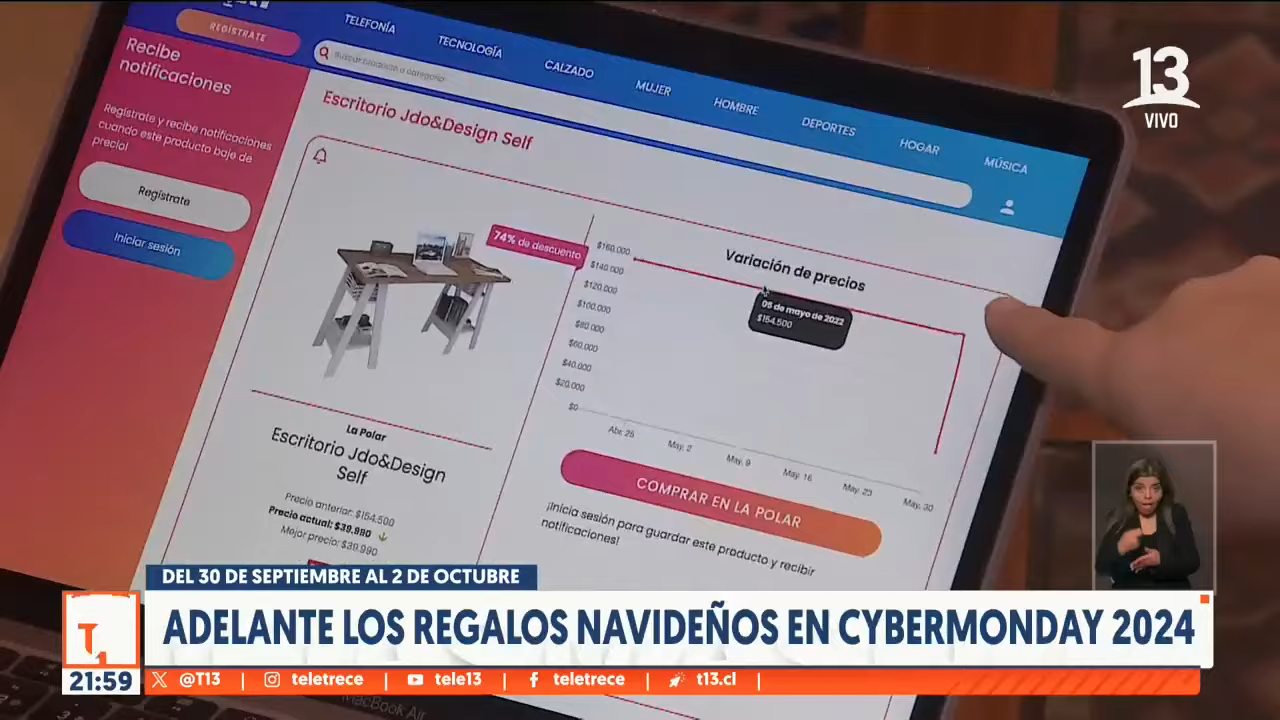 REGÍSTRATE
TELEFONÍA
TECNOLOGÍA
CALZADO
MUJER
HOMBRE
DEPORTES
HOGAR
MÚSICA
13
VIVO
Recibe
notificaciones
Regístrate y recibe notificaciones
cuando este producto baje de
precio!
Regístrate
Iniciar sesión
Escritorio Jdo&Design Self
74% de descuento
Variación de precios
$160.000
$140.000
$120.000
$100.000
$80.000
$60.000
$40.000
$20.000
$0
05 de mayo de 2022
$154.500
Abr. 25
May. 2
May. 9
May. 16
May. 23
May. 30
La Polar
Escritorio Jdo&Design
Self
Precio anterior: $154.500
Precio actual: $39.990
Mejor precio: $39.990
COMPRAR EN LA POLAR
¡Inicia sesión para guardar este producto y recibir
notificaciones!
DEL 30 DE SEPTIEMBRE AL 2 DE OCTUBRE
ADELANTE LOS REGALOS NAVIDEÑOS EN CYBERMONDAY 2024
T
21:59
@T13 | teletrece | tele13 | teletrece | t13.cl |
MacBook Air